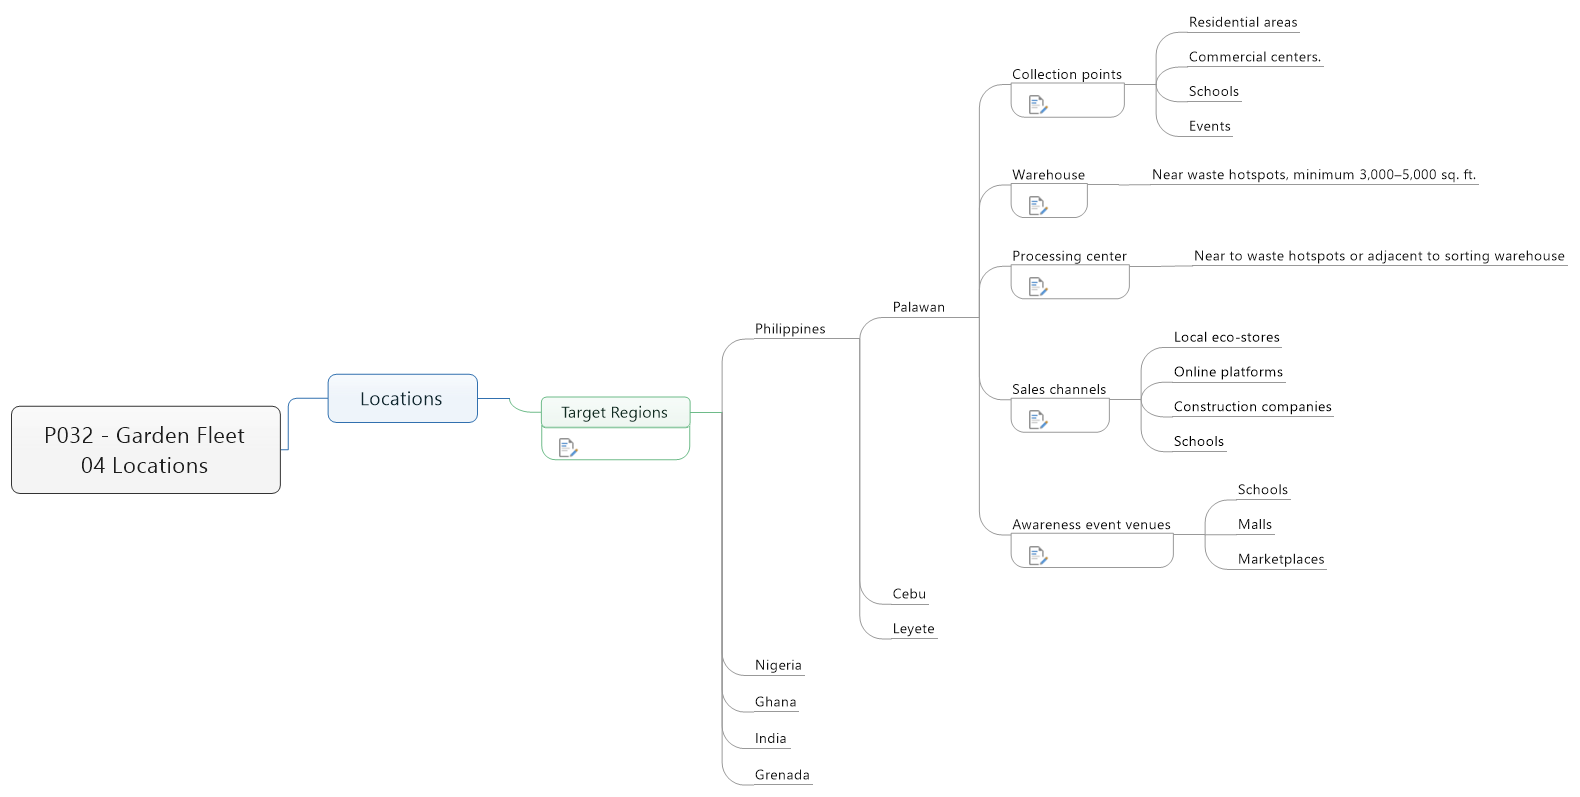 P032 - Garden Fleet
04 Locations
Locations
Target Regions
Philippines
Palawan
Collection points
Residential areas
Commercial centers.
Schools
Events
Warehouse
Near waste hotspots, minimum 3,000–5,000 sq. ft.
Processing center
Near to waste hotspots or adjacent to sorting warehouse
Sales channels
Local eco-stores
Online platforms
Construction companies
Schools
Awareness event venues
Schools
Malls
Marketplaces
Cebu
Leyete
Nigeria
Ghana
India
Grenada